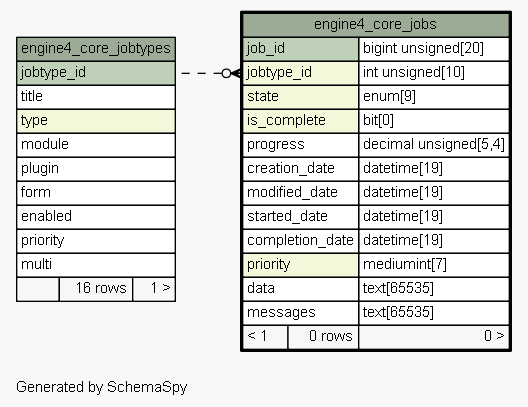 engine4_core_jobtypes
jobtype_id
title
type
module
plugin
form
enabled
priority
multi
16 rows 1 >
engine4_core_jobs
job_id bigint unsigned[20]
jobtype_id int unsigned[10]
state enum[9]
is_complete bit[0]
progress decimal unsigned[5,4]
creation_date datetime[19]
modified_date datetime[19]
started_date datetime[19]
completion_date datetime[19]
priority mediumint[7]
data text[65535]
messages text[65535]
< 1 0 rows 0 >
Generated by SchemaSpy